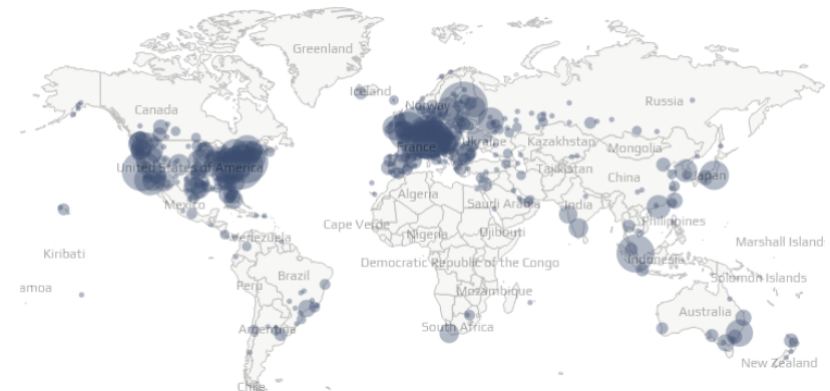 Greenland
Iceland
Norway
Russia
Canada
France
Ukraine
Kazakhstan
Mongolia
United States of America
Tajikistan
China
Japan
Algeria
Saudi Arabia
India
Mexico
Cape Verde
Nigeria
Djibouti
Philippines
Venezuela
Marshall Island
Kiribati
Democratic Republic of the Congo
Indonesia
amoa
Brazil
Peru
Mozambique
Solomon Islands
Australia
Argentina
South Africa
New Zealand
Chile